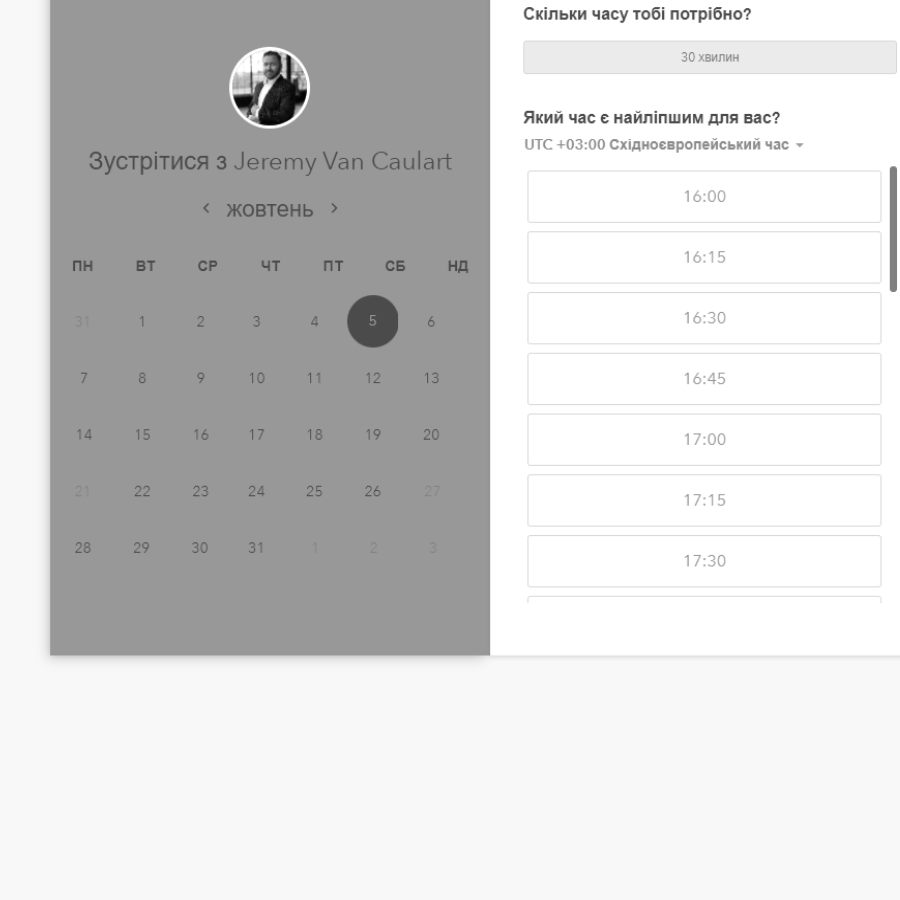 Зустрітися з Jeremy Van Caulart
жовтень
ПН ВТ СР ЧТ ПТ СБ НД
31 1 2 3 4 5 6
7 8 9 10 11 12 13
14 15 16 17 18 19 20
21 22 23 24 25 26 27
28 29 30 31 1 2 3
Скільки часу тобі потрібно?
30 хвилин
Який час є найліпшим для вас?
UTC +03:00 Східноєвропейський час
16:00
16:15
16:30
16:45
17:00
17:15
17:30